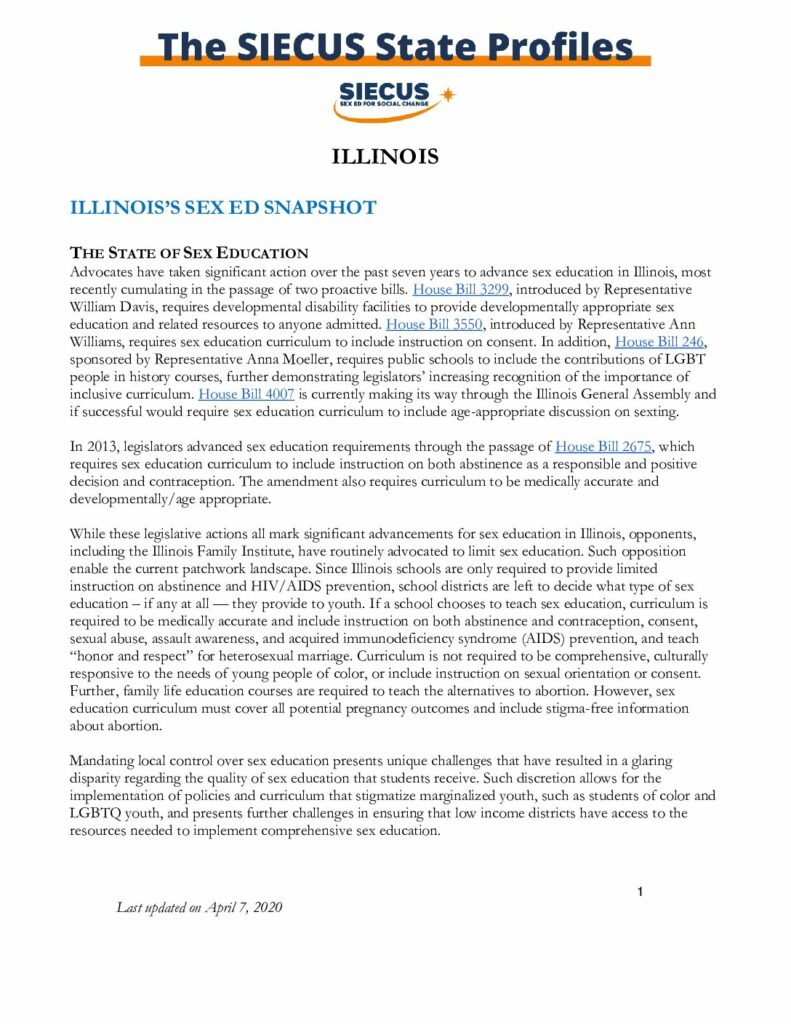 The SIECUS State Profiles
SIECUS
SEX ED FOR SOCIAL CHANGE
ILLINOIS
ILLINOIS'S SEX ED SNAPSHOT
THE STATE OF SEX EDUCATION
Advocates have taken significant action over the past seven years to advance sex education in Illinois, most
recently cumulating in the passage of two proactive bills. House Bill 3299, introduced by Representative
William Davis, requires developmental disability facilities to provide developmentally appropriate sex
education and related resources to anyone admitted. House Bill 3550, introduced by Representative Ann
Williams, requires sex education curriculum to include instruction on consent. In addition, House Bill 246,
sponsored by Representative Anna Moeller, requires public schools to include the contributions of LGBT
people in history courses, further demonstrating legislators' increasing recognition of the importance of
inclusive curriculum. House Bill 4007 is currently making its way through the Illinois General Assembly and
if successful would require sex education curriculum to include age-appropriate discussion on sexting.
In 2013, legislators advanced sex education requirements through the passage of House Bill 2675, which
requires sex education curriculum to include instruction on both abstinence as a responsible and positive
decision and contraception. The amendment also requires curriculum to be medically accurate and
developmentally/age appropriate.
While these legislative actions all mark significant advancements for sex education in Illinois, opponents,
including the Illinois Family Institute, have routinely advocated to limit sex education. Such opposition
enable the current patchwork landscape. Since Illinois schools are only required to provide limited
instruction on abstinence and HIV/AIDS prevention, school districts are left to decide what type of sex
education – if any at all — they provide to youth. If a school chooses to teach sex education, curriculum is
required to be medically accurate and include instruction on both abstinence and contraception, consent,
sexual abuse, assault awareness, and acquired immunodeficiency syndrome (AIDS) prevention, and teach
"honor and respect" for heterosexual marriage. Curriculum is not required to be comprehensive, culturally
responsive to the needs of young people of color, or include instruction on sexual orientation or consent.
Further, family life education courses are required to teach the alternatives to abortion. However, sex
education curriculum must cover all potential pregnancy outcomes and include stigma-free information
about abortion.
Mandating local control over sex education presents unique challenges that have resulted in a glaring
disparity regarding the quality of sex education that students receive. Such discretion allows for the
implementation of policies and curriculum that stigmatize marginalized youth, such as students of color and
LGBTQ youth, and presents further challenges in ensuring that low income districts have access to the
resources needed to implement comprehensive sex education.
1
Last updated on April 7, 2020